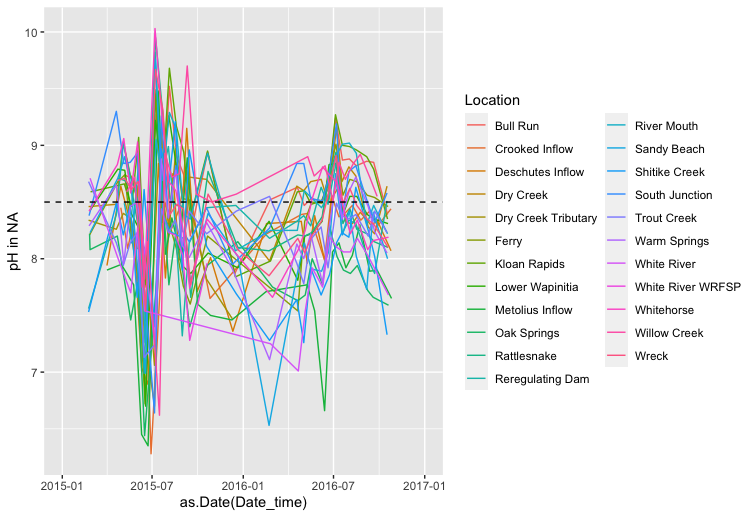 10
9
8
7
pH in NA
2015-01
2015-07
2016-01
2016-07
2017-01
as.Date(Date_time)
Location
Bull Run
Crooked Inflow
Deschutes Inflow
Dry Creek
Dry Creek Tributary
Ferry
Kloan Rapids
Lower Wapinitia
Metolius Inflow
Oak Springs
Rattlesnake
Reregulating Dam
River Mouth
Sandy Beach
Shitike Creek
South Junction
Trout Creek
Warm Springs
White River
White River WRFSP
Whitehorse
Willow Creek
Wreck